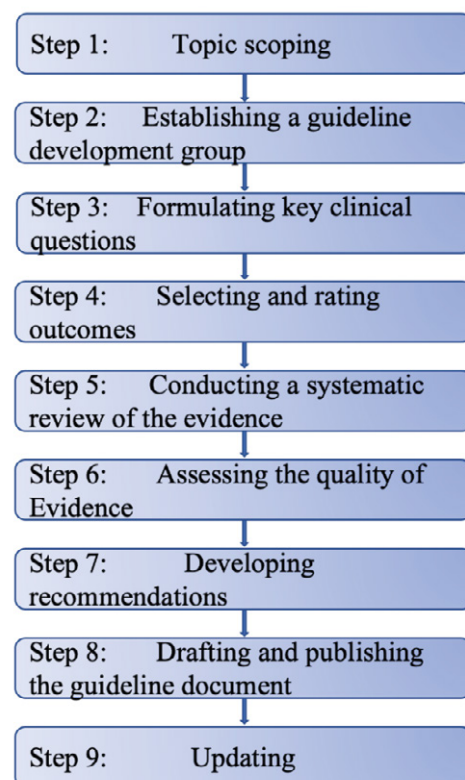 Step 1: Topic scoping
Step 2: Establishing a guideline
development group
Step 3: Formulating key clinical
questions
Step 4: Selecting and rating
outcomes
Step 5: Conducting a systematic
review of the evidence
Step 6: Assessing the quality of
Evidence
Step 7: Developing
recommendations
Step 8: Drafting and publishing
the guideline document
Step 9: Updating